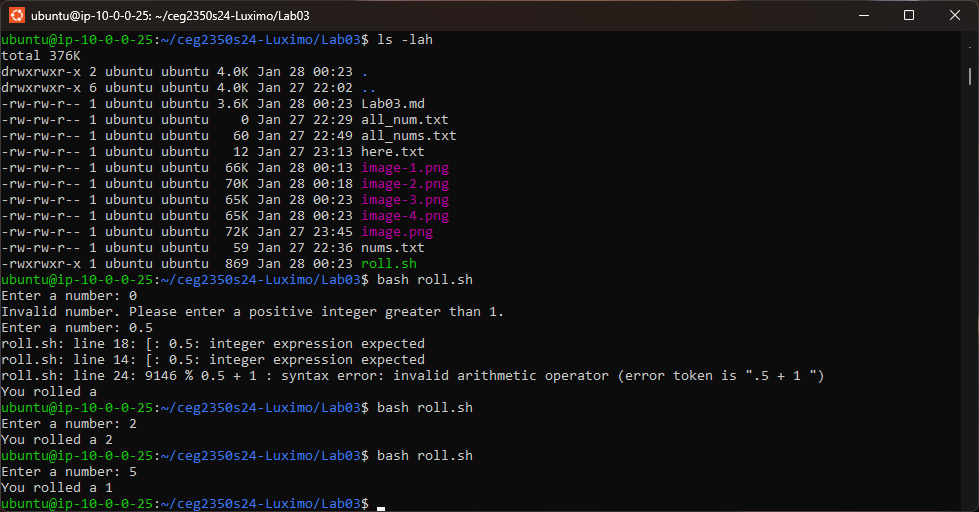 ubuntu@ip-10-0-0-25: ~/ceg2350s24-Luximo/Lab03
ubuntu@ip-10-0-0-25:~/ceg2350s24-Luximo/Lab03$ ls -lah
total 376K
drwxrwxr-x 2 ubuntu ubuntu 4.0K Jan 28 00:23 .
drwxrwxr-x 6 ubuntu ubuntu 4.0K Jan 27 22:02 ..
-rw-rw-r-- 1 ubuntu ubuntu 3.6K Jan 28 00:23 Lab03.md
-rw-rw-r-- 1 ubuntu ubuntu    0 Jan 27 22:29 all_num.txt
-rw-rw-r-- 1 ubuntu ubuntu   60 Jan 27 22:49 all_nums.txt
-rw-rw-r-- 1 ubuntu ubuntu   12 Jan 27 23:13 here.txt
-rw-rw-r-- 1 ubuntu ubuntu  66K Jan 28 00:13 image-1.png
-rw-rw-r-- 1 ubuntu ubuntu  70K Jan 28 00:18 image-2.png
-rw-rw-r-- 1 ubuntu ubuntu  65K Jan 28 00:23 image-3.png
-rw-rw-r-- 1 ubuntu ubuntu  65K Jan 28 00:23 image-4.png
-rw-rw-r-- 1 ubuntu ubuntu  72K Jan 27 23:45 image.png
-rw-rw-r-- 1 ubuntu ubuntu   59 Jan 27 22:36 nums.txt
-rwxrwxr-x 1 ubuntu ubuntu  869 Jan 28 00:23 roll.sh
ubuntu@ip-10-0-0-25:~/ceg2350s24-Luximo/Lab03$ bash roll.sh
Enter a number: 0
Invalid number. Please enter a positive integer greater than 1.
Enter a number: 0.5
roll.sh: line 18: [: 0.5: integer expression expected
roll.sh: line 14: [: 0.5: integer expression expected
roll.sh: line 24: 9146 % 0.5 + 1 : syntax error: invalid arithmetic operator (error token is ".5 + 1 ")
You rolled a
ubuntu@ip-10-0-0-25:~/ceg2350s24-Luximo/Lab03$ bash roll.sh
Enter a number: 2
You rolled a 2
ubuntu@ip-10-0-0-25:~/ceg2350s24-Luximo/Lab03$ bash roll.sh
Enter a number: 5
You rolled a 1
ubuntu@ip-10-0-0-25:~/ceg2350s24-Luximo/Lab03$